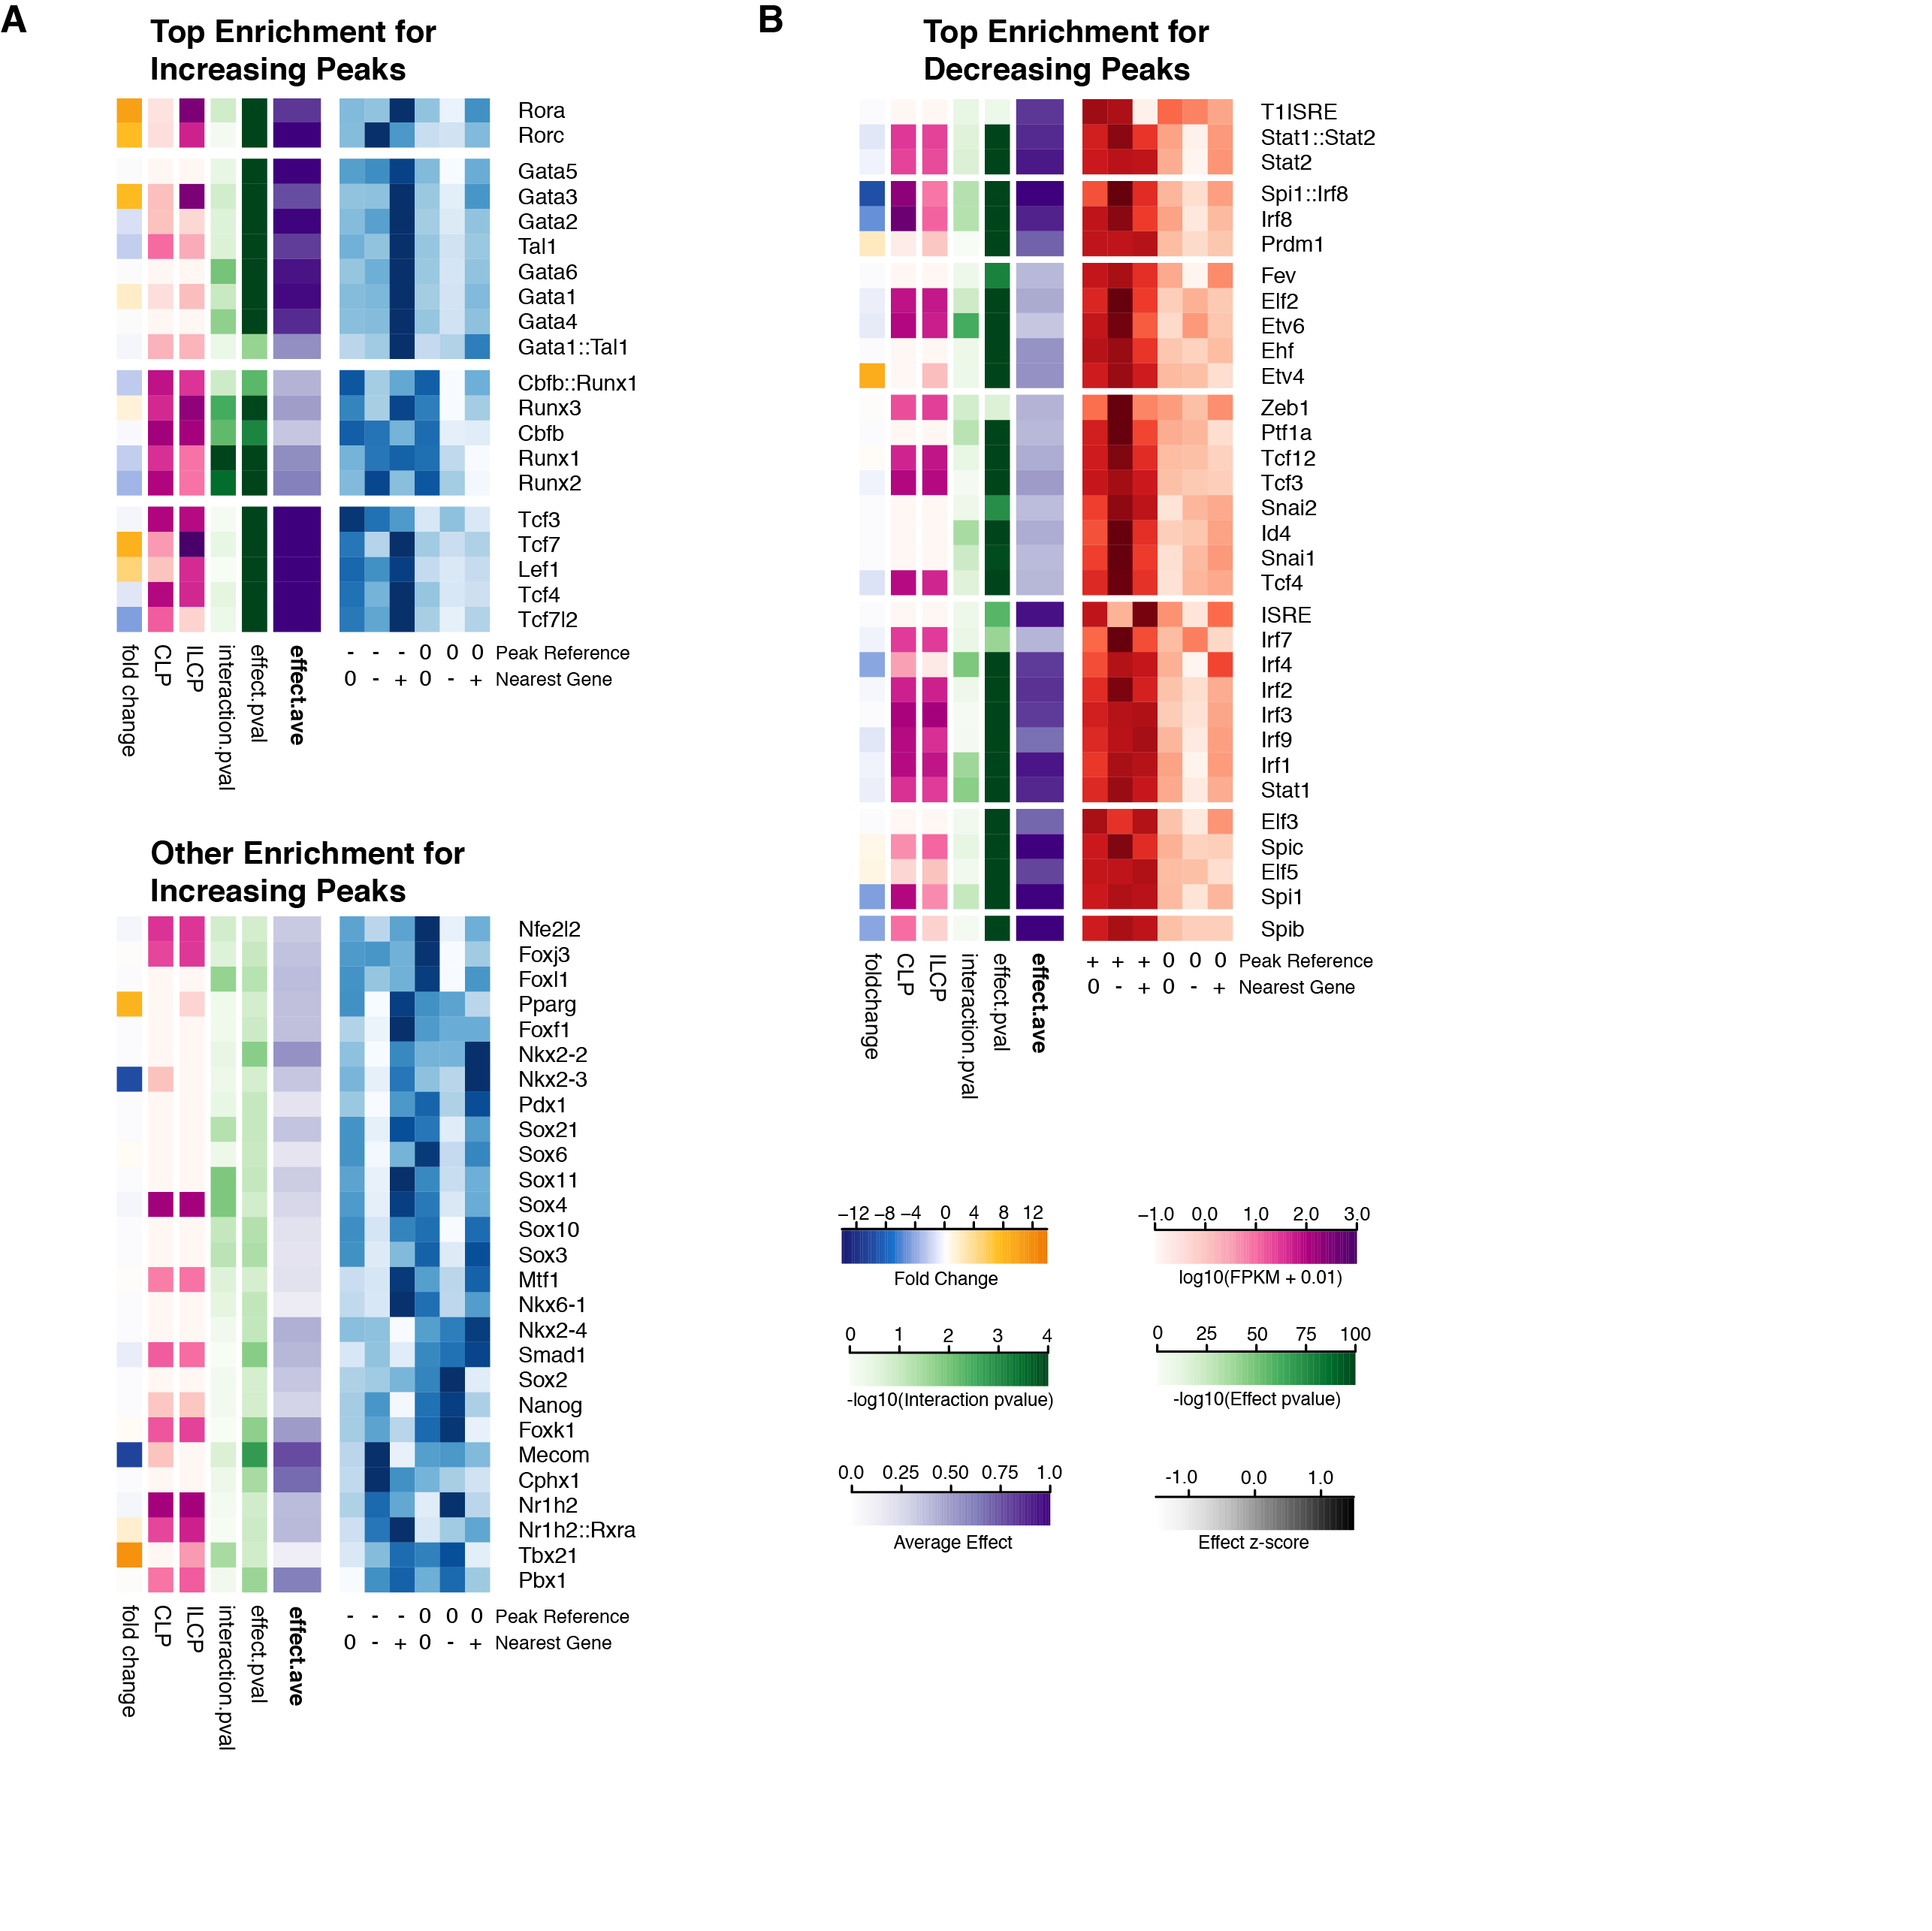 A
Top Enrichment for
Increasing Peaks
Rora
Rorc
Gata5
Gata3
Gata2
Tal1
Gata6
Gata1
Gata4
Gata1::Tal1
Cbfb::Runx1
Runx3
Cbfb
Runx1
Runx2
Tcf3
Tcf7
Lef1
Tcf4
Tcf7l2
- - - 0 0 0 Peak Reference
0 - + 0 - + Nearest Gene
fold change
CLP
ILCP
interaction.pval
effect.pval
effect.ave
Other Enrichment for
Increasing Peaks
Nfe2l2
Foxj3
Foxl1
Pparg
Foxf1
Nkx2-2
Nkx2-3
Pdx1
Sox21
Sox6
Sox11
Sox4
Sox10
Sox3
Mtf1
Nkx6-1
Nkx2-4
Smad1
Sox2
Nanog
Foxk1
Mecom
Cphx1
Nr1h2
Nr1h2::Rxra
Tbx21
Pbx1
- - - 0 0 0 Peak Reference
0 - + 0 - + Nearest Gene
fold change
CLP
ILCP
interaction.pval
effect.pval
effect.ave
B
Top Enrichment for
Decreasing Peaks
T1ISRE
Stat1::Stat2
Stat2
Spi1::Irf8
Irf8
Prdm1
Fev
Elf2
Etv6
Ehf
Etv4
Zeb1
Ptf1a
Tcf12
Tcf3
Snai2
Id4
Snai1
Tcf4
ISRE
Irf7
Irf4
Irf2
Irf3
Irf9
Irf1
Stat1
Elf3
Spic
Elf5
Spi1
Spib
+ + + 0 0 0 Peak Reference
0 - + 0 - + Nearest Gene
foldchange
CLP
ILCP
interaction.pval
effect.pval
effect.ave
−12 −8 −4 0 4 8 12
Fold Change
−1.0 0.0 1.0 2.0 3.0
log10(FPKM + 0.01)
0 1 2 3 4
-log10(Interaction pvalue)
0 25 50 75 100
-log10(Effect pvalue)
0.0 0.25 0.50 0.75 1.0
Average Effect
-1.0 0.0 1.0
Effect z-score